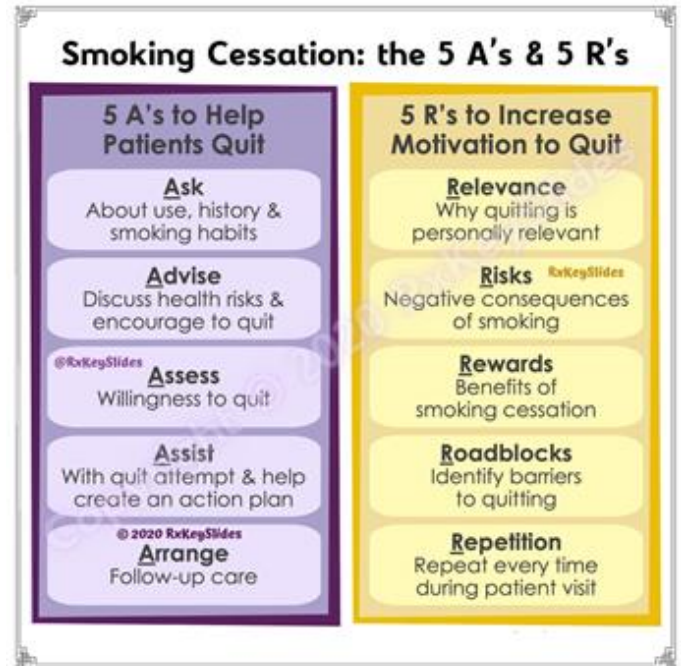 Smoking Cessation: the 5 A's & 5 R's
5 A's to Help
Patients Quit
Ask
About use, history &
smoking habits
Advise
Discuss health risks &
encourage to quit
@RxKeySlides
Assess
Willingness to quit
Assist
With quit attempt & help
create an action plan
© 2020 RxKeySlides
Arrange
Follow-up care
5 R's to Increase
Motivation to Quit
Relevance
Why quitting is
personally relevant
Risks RxKeySlides
Negative consequences
of smoking
Rewards
Benefits of
smoking cessation
Roadblocks
Identify barriers
to quitting
Repetition
Repeat every time
during patient visit
Copyright © 2020 RxKeySlides